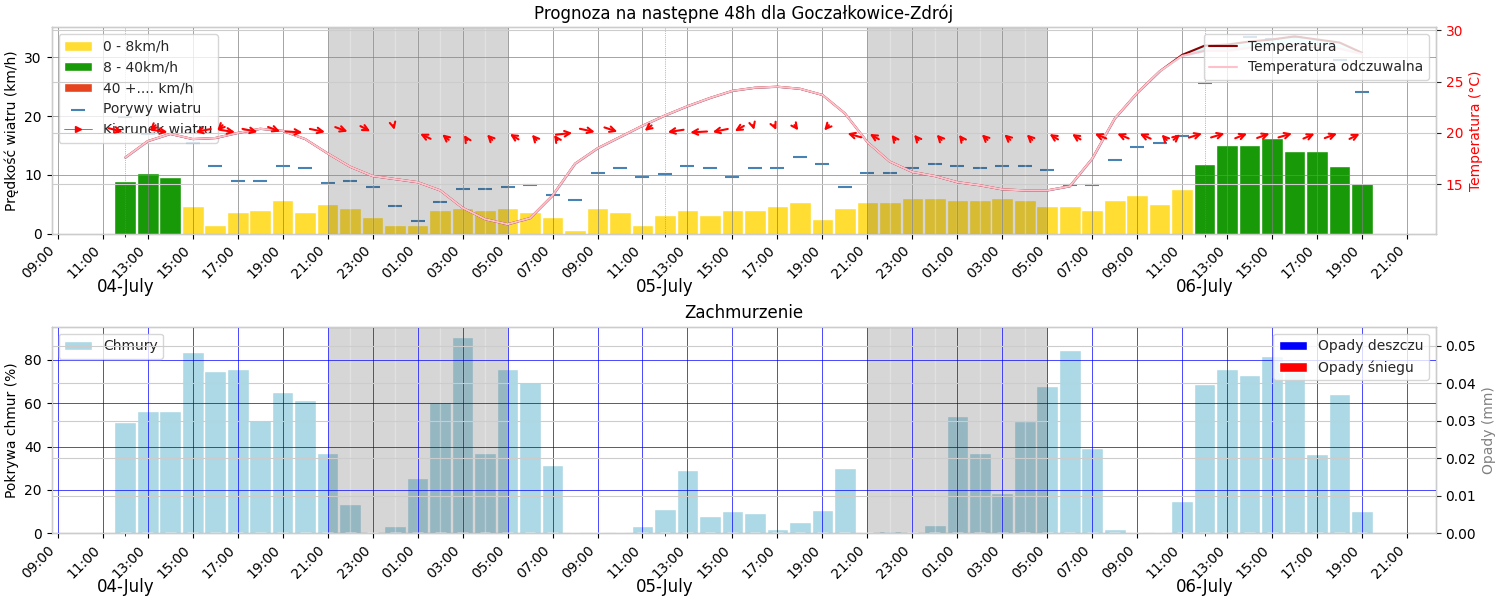 Prognoza na następne 48h dla Goczałkowice-Zdrój
Prędkość wiatru (km/h)
30
20
10
0
0 - 8km/h
8 - 40km/h
40 +.... km/h
Porywy wiatru
Kierunek wiatru
Temperatura
Temperatura odczuwalna
30
25
20
15
Temperatura (°C)
09:00 11:00 13:00 15:00 17:00 19:00 21:00 23:00 01:00 03:00 05:00 07:00 09:00 11:00 13:00 15:00 17:00 19:00 21:00 23:00 01:00 03:00 05:00 07:00 09:00 11:00 13:00 15:00 17:00 19:00 21:00
04-July 05-July 06-July
Zachmurzenie
Pokrywa chmur (%)
80
60
40
20
0
Chmury
Opady deszczu
Opady śniegu
0.05
0.04
0.03
0.02
0.01
0.00
Opady (mm)
09:00 11:00 13:00 15:00 17:00 19:00 21:00 23:00 01:00 03:00 05:00 07:00 09:00 11:00 13:00 15:00 17:00 19:00 21:00 23:00 01:00 03:00 05:00 07:00 09:00 11:00 13:00 15:00 17:00 19:00 21:00
04-July 05-July 06-July